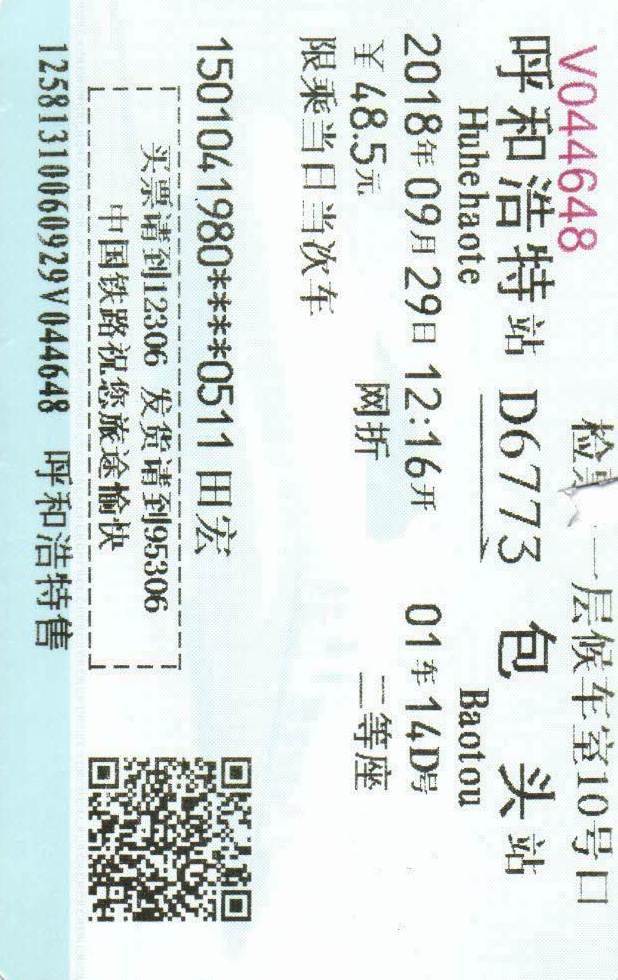 V044648 检票 一层候车室10号口
呼和浩特站 D6773 包头站
Huhehaote Baotou
2018年09月29日 12:16开 01车14D号
￥48.5元 网折 二等座
限乘当日当次车
1501041980****0511 田宏
买票请到12306 发货请到95306
中国铁路祝您旅途愉快
12581310060929V044648 呼和浩特售